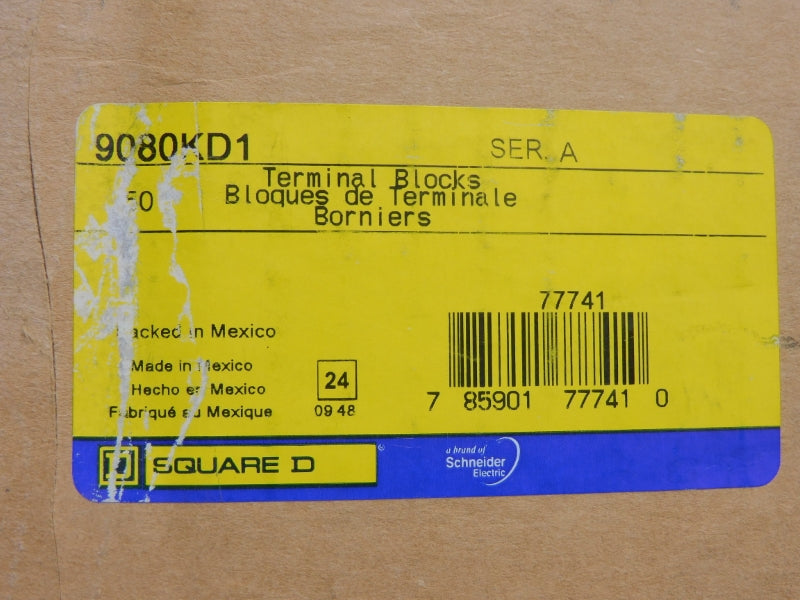 9080KD1 SER. A
Terminal Blocks
50 Bloques de Terminale
Borniers
77741
Packed in Mexico
Made in Mexico
Hecho en Mexico
Fabriqué au Mexique
24
09 48
7 85901 77741 0
SQUARE D ®
a brand of
Schneider
Electric